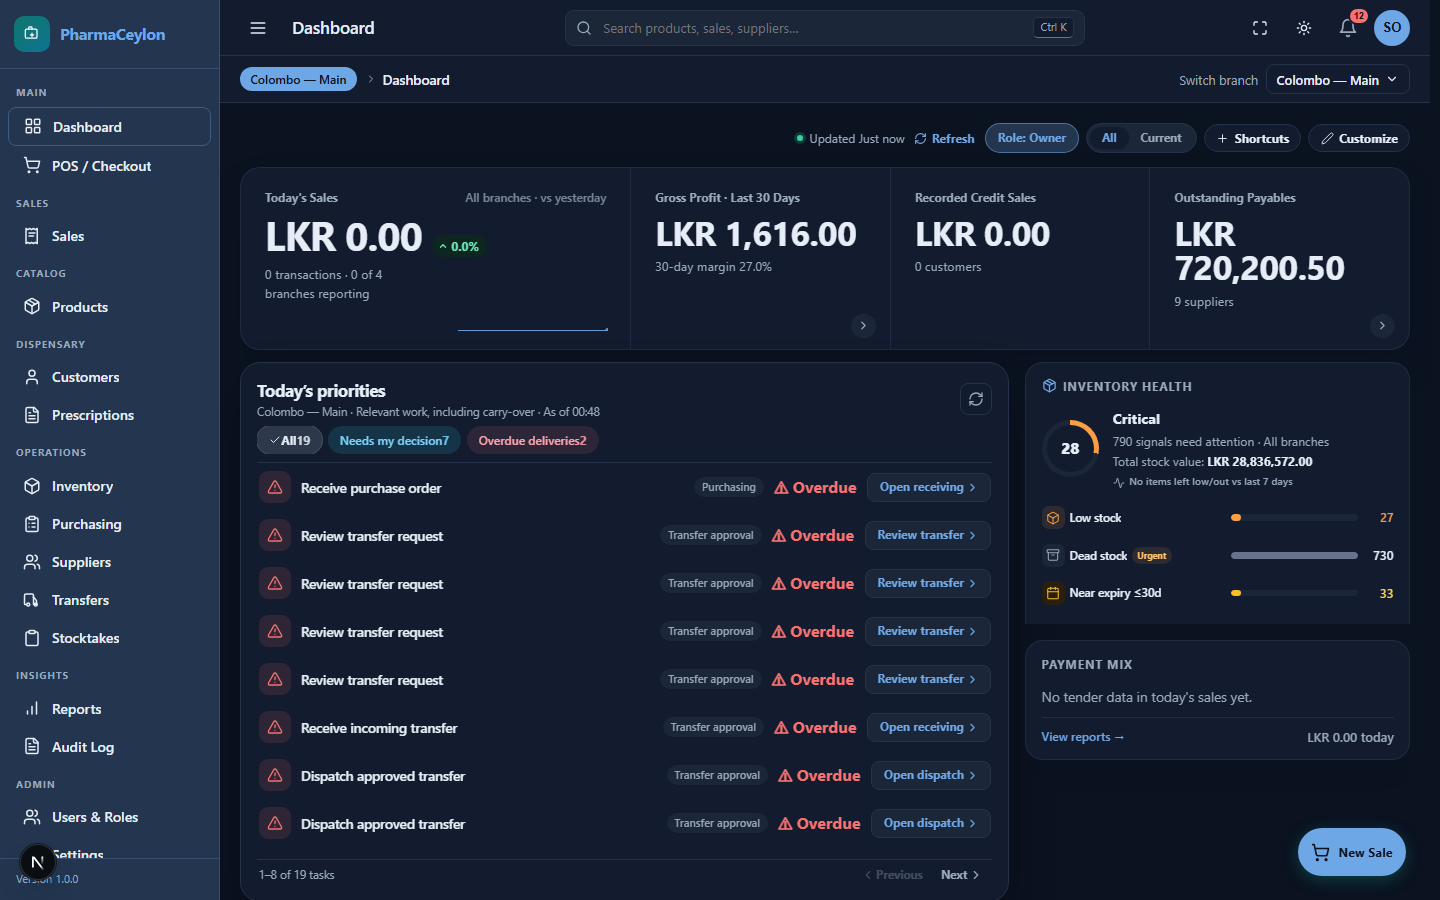 PharmaCeylon
MAIN
Dashboard
POS / Checkout
SALES
Sales
CATALOG
Products
DISPENSARY
Customers
Prescriptions
OPERATIONS
Inventory
Purchasing
Suppliers
Transfers
Stocktakes
INSIGHTS
Reports
Audit Log
ADMIN
Users & Roles
Settings
N
Version 1.0.0
Dashboard
Search products, sales, suppliers...
Ctrl K
12
SO
Colombo — Main
Dashboard
Switch branch
Colombo — Main
Updated Just now
Refresh
Role: Owner
All
Current
Shortcuts
Customize
Today's Sales
All branches · vs yesterday
LKR 0.00
0.0%
0 transactions · 0 of 4
branches reporting
Gross Profit · Last 30 Days
LKR 1,616.00
30-day margin 27.0%
Recorded Credit Sales
LKR 0.00
0 customers
Outstanding Payables
LKR
720,200.50
9 suppliers
Today's priorities
Colombo — Main · Relevant work, including carry-over · As of 00:48
All19
Needs my decision7
Overdue deliveries2
Receive purchase order Purchasing Overdue Open receiving
Review transfer request Transfer approval Overdue Review transfer
Review transfer request Transfer approval Overdue Review transfer
Review transfer request Transfer approval Overdue Review transfer
Review transfer request Transfer approval Overdue Review transfer
Receive incoming transfer Transfer approval Overdue Open receiving
Dispatch approved transfer Transfer approval Overdue Open dispatch
Dispatch approved transfer Transfer approval Overdue Open dispatch
1–8 of 19 tasks
Previous
Next
INVENTORY HEALTH
28
Critical
790 signals need attention · All branches
Total stock value: LKR 28,836,572.00
No items left low/out vs last 7 days
Low stock 27
Dead stock Urgent 730
Near expiry ≤30d 33
PAYMENT MIX
No tender data in today's sales yet.
View reports →
LKR 0.00 today
New Sale